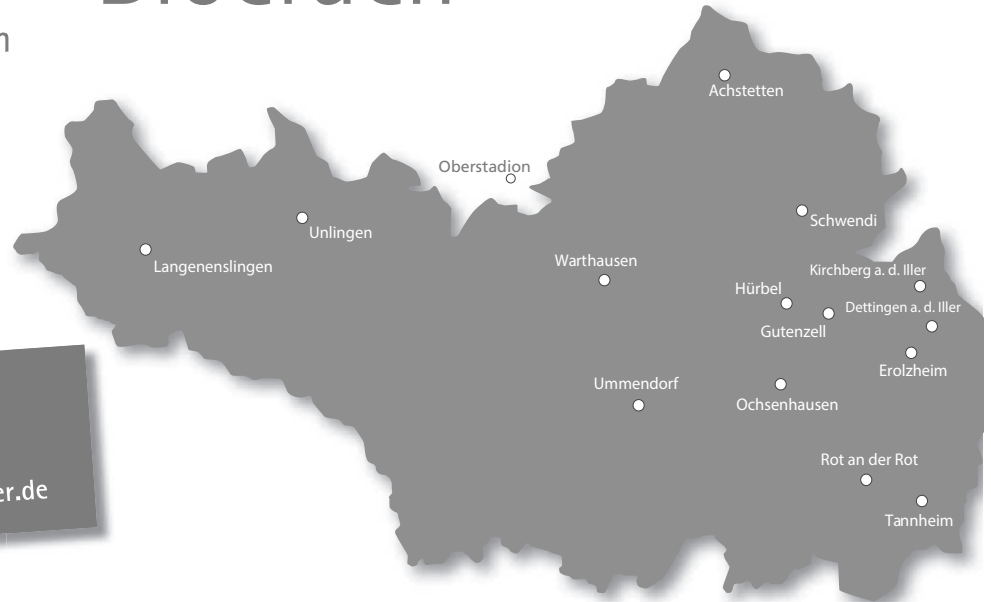 Achstetten
Oberstadion
Schwendi
Unlingen
Langenenslingen
Warthausen
Kirchberg a. d. Iller
Hürbel
Dettingen a. d. Iller
Gutenzell
Erolzheim
Ummendorf
Ochsenhausen
Rot an der Rot
er.de
Tannheim